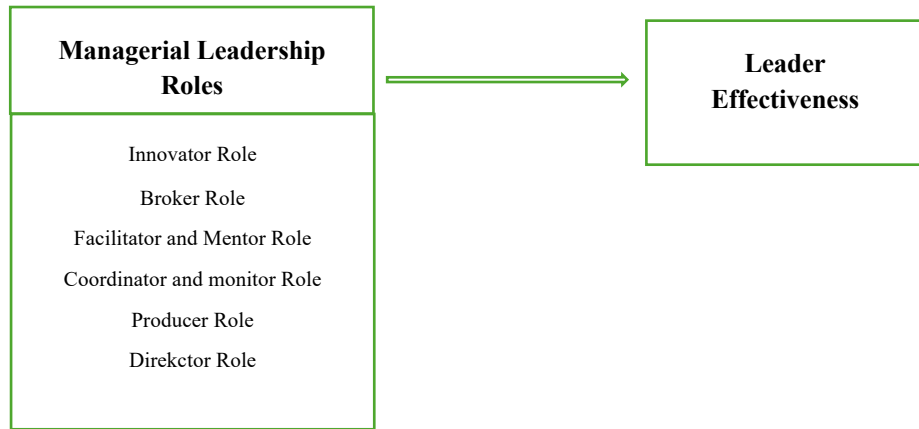 Managerial Leadership
Roles
Innovator Role
Broker Role
Facilitator and Mentor Role
Coordinator and monitor Role
Producer Role
Direkctor Role
Leader
Effectiveness